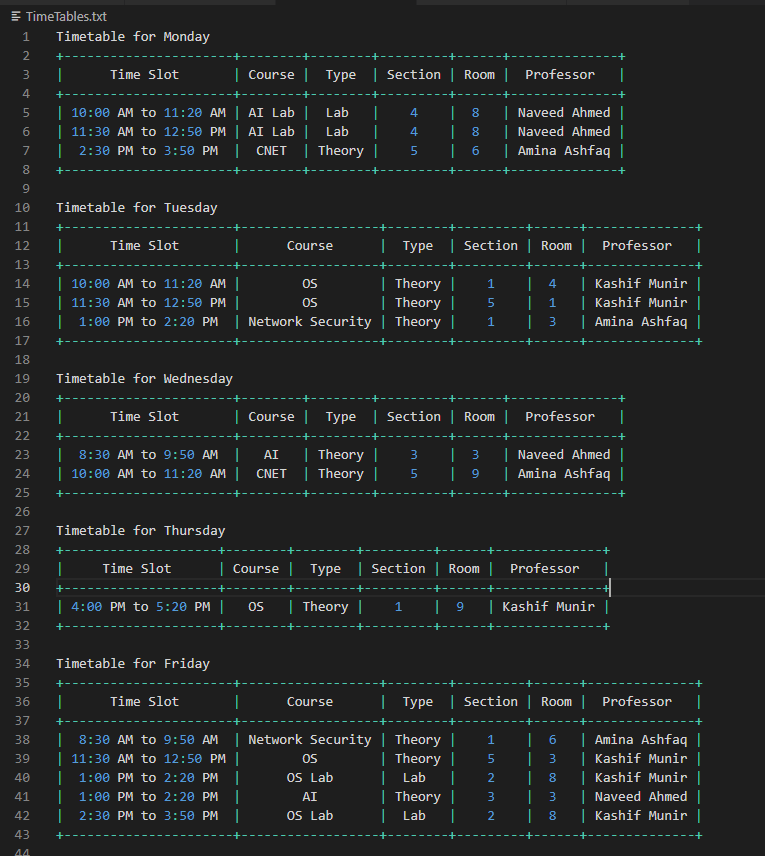 TimeTables.txt
1 Timetable for Monday
2 +----------------------+--------+--------+---------+------+--------------+
3 |      Time Slot       | Course |  Type  | Section | Room |  Professor   |
4 +----------------------+--------+--------+---------+------+--------------+
5 | 10:00 AM to 11:20 AM | AI Lab |  Lab   |    4    |  8   | Naveed Ahmed |
6 | 11:30 AM to 12:50 PM | AI Lab |  Lab   |    4    |  8   | Naveed Ahmed |
7 |  2:30 PM to 3:50 PM  |  CNET  | Theory |    5    |  6   | Amina Ashfaq |
8 +----------------------+--------+--------+---------+------+--------------+
9
10 Timetable for Tuesday
11 +----------------------+------------------+--------+---------+------+--------------+
12 |      Time Slot       |      Course      |  Type  | Section | Room |  Professor   |
13 +----------------------+------------------+--------+---------+------+--------------+
14 | 10:00 AM to 11:20 AM |        OS        | Theory |    1    |  4   | Kashif Munir |
15 | 11:30 AM to 12:50 PM |        OS        | Theory |    5    |  1   | Kashif Munir |
16 |  1:00 PM to 2:20 PM  | Network Security | Theory |    1    |  3   | Amina Ashfaq |
17 +----------------------+------------------+--------+---------+------+--------------+
18
19 Timetable for Wednesday
20 +----------------------+--------+--------+---------+------+--------------+
21 |      Time Slot       | Course |  Type  | Section | Room |  Professor   |
22 +----------------------+--------+--------+---------+------+--------------+
23 |  8:30 AM to 9:50 AM  |   AI   | Theory |    3    |  3   | Naveed Ahmed |
24 | 10:00 AM to 11:20 AM |  CNET  | Theory |    5    |  9   | Amina Ashfaq |
25 +----------------------+--------+--------+---------+------+--------------+
26
27 Timetable for Thursday
28 +--------------------+--------+--------+---------+------+--------------+
29 |     Time Slot      | Course |  Type  | Section | Room |  Professor   |
30 +--------------------+--------+--------+---------+------+--------------+
31 | 4:00 PM to 5:20 PM |   OS   | Theory |    1    |  9   | Kashif Munir |
32 +--------------------+--------+--------+---------+------+--------------+
33
34 Timetable for Friday
35 +----------------------+------------------+--------+---------+------+--------------+
36 |      Time Slot       |      Course      |  Type  | Section | Room |  Professor   |
37 +----------------------+------------------+--------+---------+------+--------------+
38 |  8:30 AM to 9:50 AM  | Network Security | Theory |    1    |  6   | Amina Ashfaq |
39 | 11:30 AM to 12:50 PM |        OS        | Theory |    5    |  3   | Kashif Munir |
40 |  1:00 PM to 2:20 PM  |      OS Lab      |  Lab   |    2    |  8   | Kashif Munir |
41 |  1:00 PM to 2:20 PM  |        AI        | Theory |    3    |  3   | Naveed Ahmed |
42 |  2:30 PM to 3:50 PM  |      OS Lab      |  Lab   |    2    |  8   | Kashif Munir |
43 +----------------------+------------------+--------+---------+------+--------------+
44